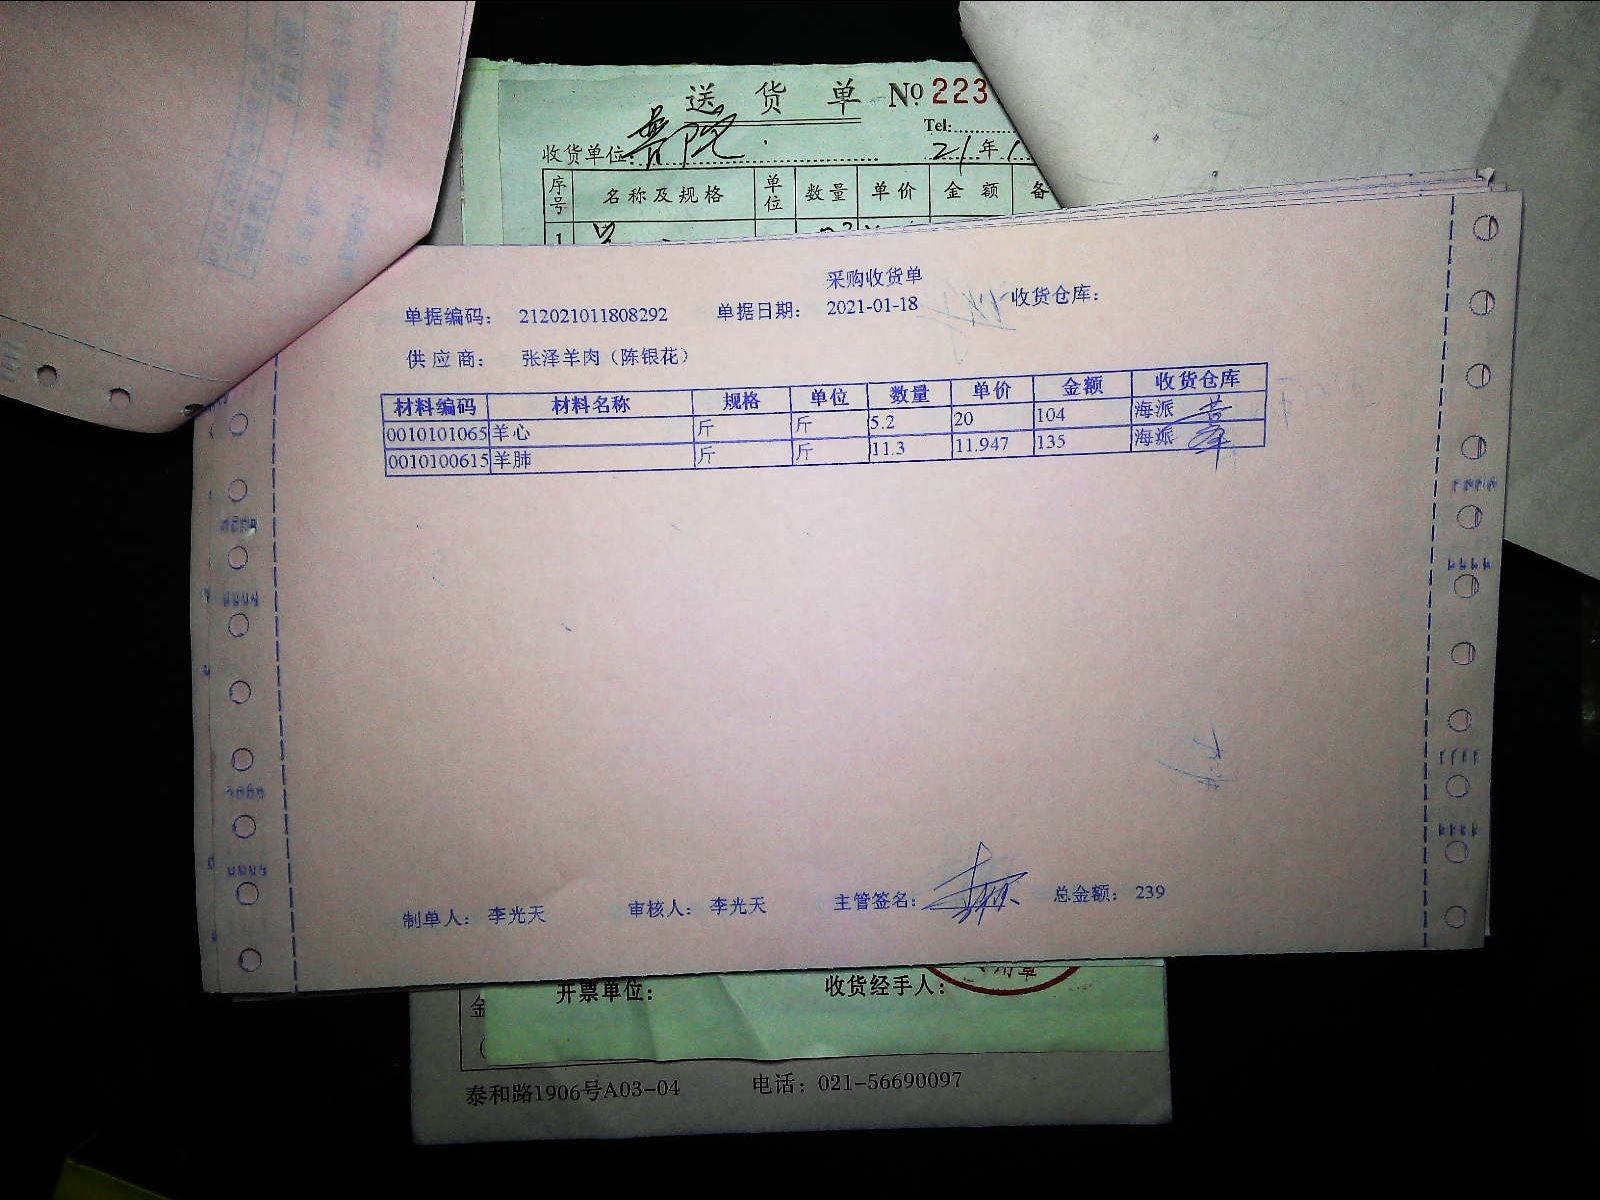 送货单 № 223
Tel:
收货单位: 21年1
序号 名称及规格 单位 数量 单价 金额 备
1
采购收货单
单据编码: 212021011808292 单据日期: 2021-01-18 收货仓库:
供应商: 张泽羊肉（陈银花）
材料编码 材料名称 规格 单位 数量 单价 金额 收货仓库
0010101065 羊心 斤 斤 5.2 20 104 海派
0010100615 羊肺 斤 斤 11.3 11.947 135 海派
制单人: 李光天 审核人: 李光天 主管签名: 总金额: 239
开票单位: 收货经手人:
金
(
泰和路1906号A03-04 电话: 021-56690097